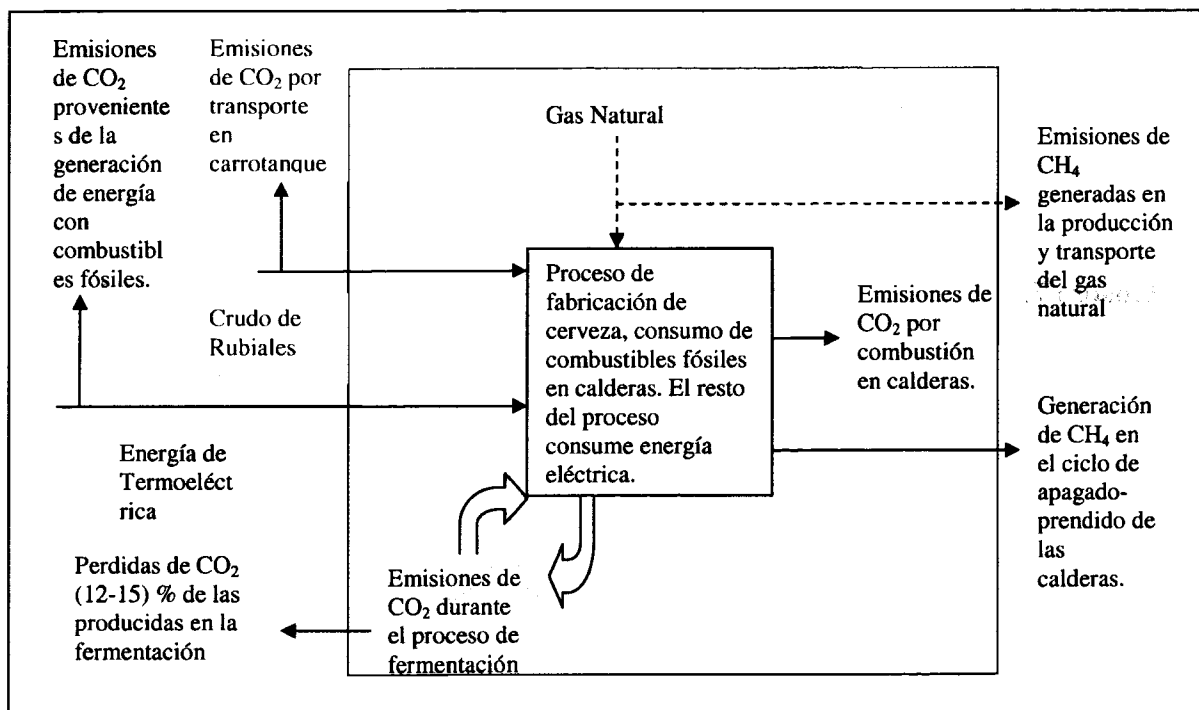 Emisiones
de CO₂
proveniente
s de la
generación
de energía
con
combustibl
es fósiles.
Emisiones
de CO₂ por
transporte
en
carrotanque
Gas Natural
Emisiones de
CH₄
generadas en
la producción
y transporte
del gas
natural
Crudo de
Rubiales
Proceso de
fabricación de
cerveza, consumo de
combustibles fósiles
en calderas. El resto
del proceso
consume energía
eléctrica.
Emisiones de
CO₂ por
combustión
en calderas.
Generación
de CH₄ en
el ciclo de
apagado-
prendido de
las
calderas.
Energía de
Termoeléct
rica
Perdidas de CO₂
(12-15) % de las
producidas en la
fermentación
Emisiones de
CO₂ durante
el proceso de
fermentación